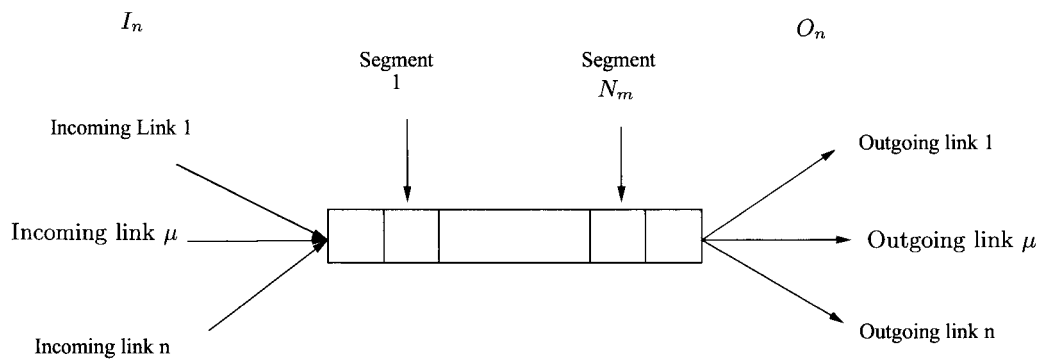 I_n
O_n
Segment
1
Segment
N_m
Incoming Link 1
Outgoing link 1
Incoming link μ
Outgoing link μ
Incoming link n
Outgoing link n